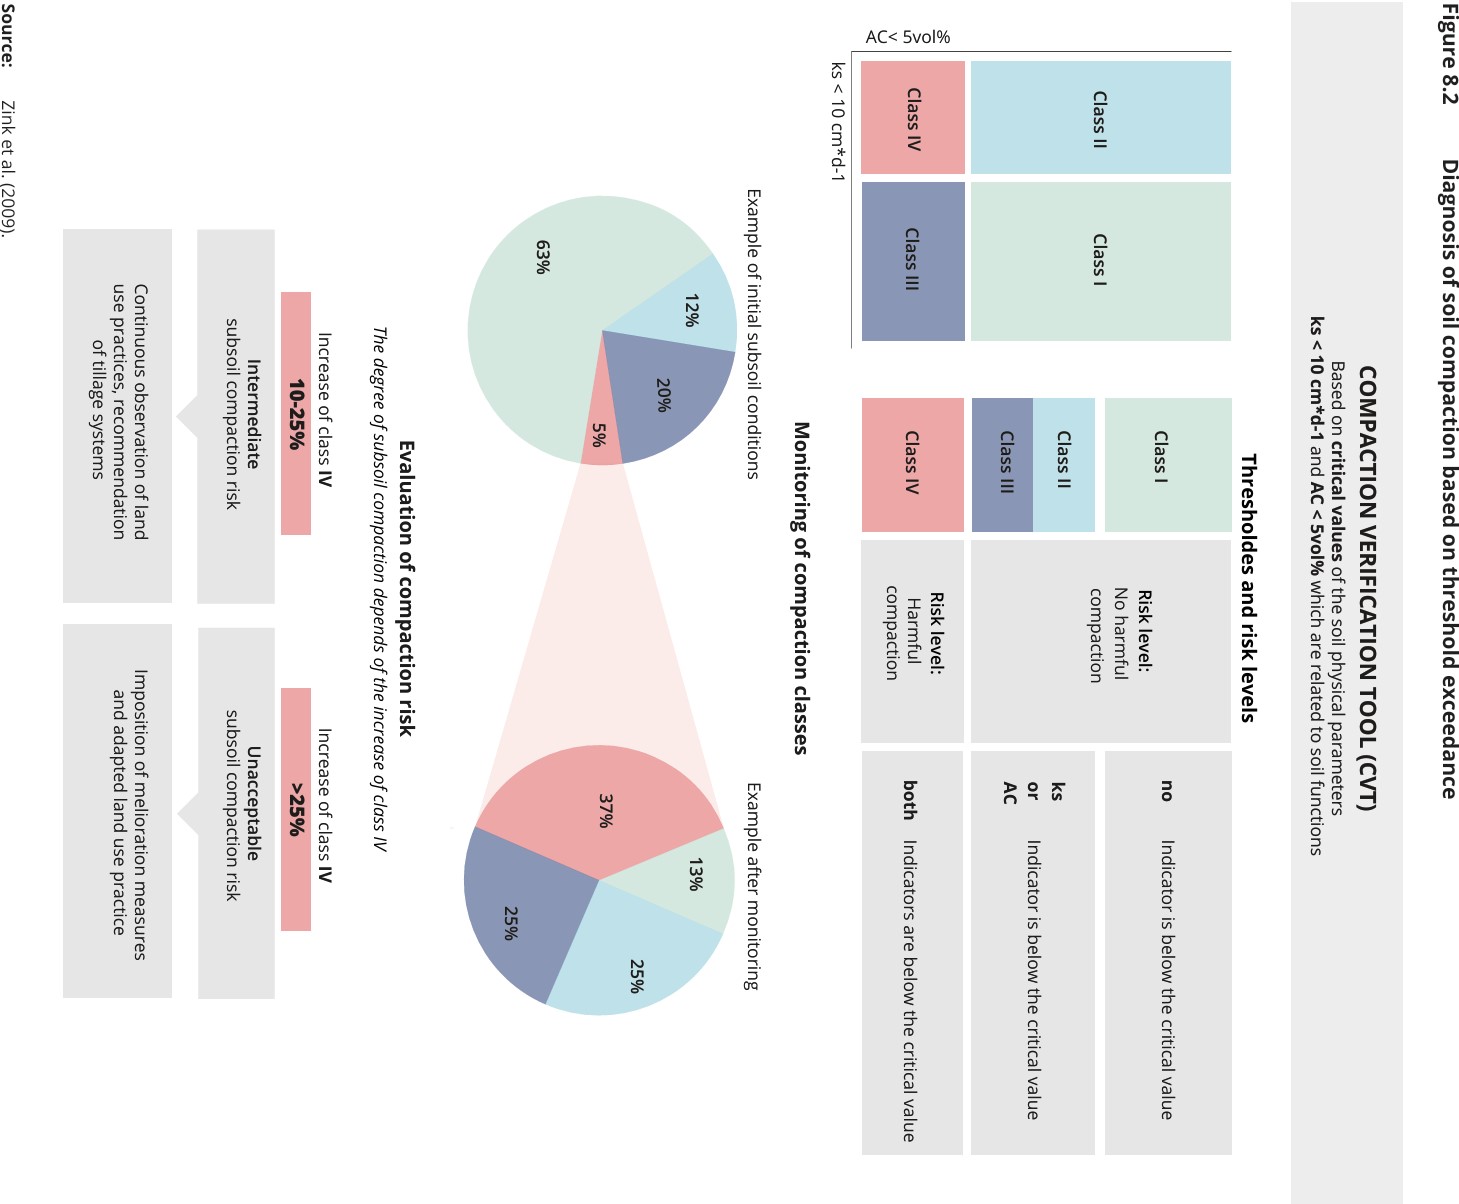 Figure 8.2 Diagnosis of soil compaction based on threshold exceedance
COMPACTION VERIFICATION TOOL (CVT)
Based on critical values of the soil physical parameters
ks < 10 cm*d-1 and AC < 5vol% which are related to soil functions
Thresholdes and risk levels
Class II
Class I
Class IV
Class III
AC< 5vol%
ks < 10 cm*d-1
Class I
Class II
Class III
Class IV
Risk level:
No harmful
compaction
Risk level:
Harmful
compaction
no Indicator is below the critical value
ks
or Indicator is below the critical value
AC
both Indicators are below the critical value
Monitoring of compaction classes
Example of initial subsoil conditions
12%
20%
5%
63%
Example after monitoring
13%
25%
37%
25%
Evaluation of compaction risk
The degree of subsoil compaction depends of the increase of class IV
Increase of class IV
10-25%
Intermediate
subsoil compaction risk
Continuous observation of land
use practices, recommendation
of tillage systems
Increase of class IV
>25%
Unacceptable
subsoil compaction risk
Imposition of melioration measures
and adapted land use practice
Source: Zink et al. (2009).